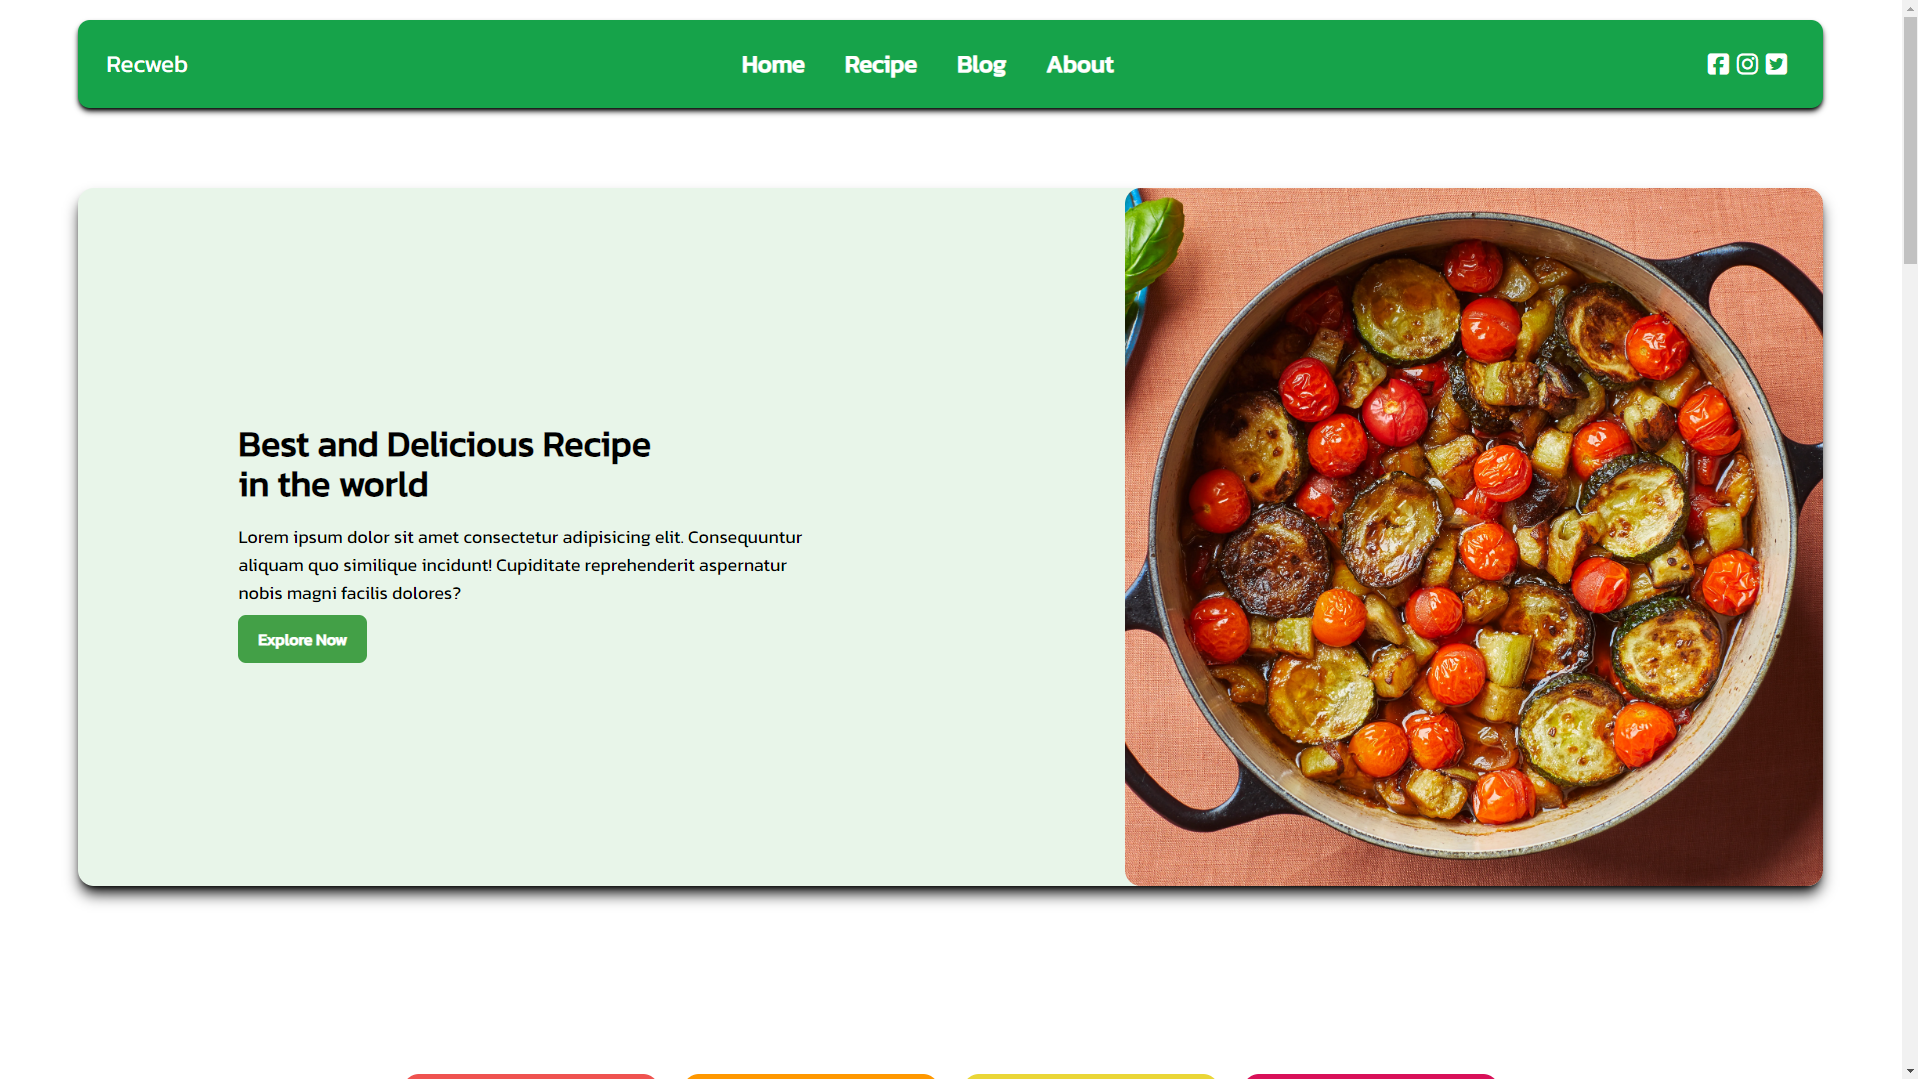 Recweb
Home Recipe Blog About
Best and Delicious Recipe
in the world
Lorem ipsum dolor sit amet consectetur adipisicing elit. Consequuntur
aliquam quo similique incidunt! Cupiditate reprehenderit aspernatur
nobis magni facilis dolores?
Explore Now